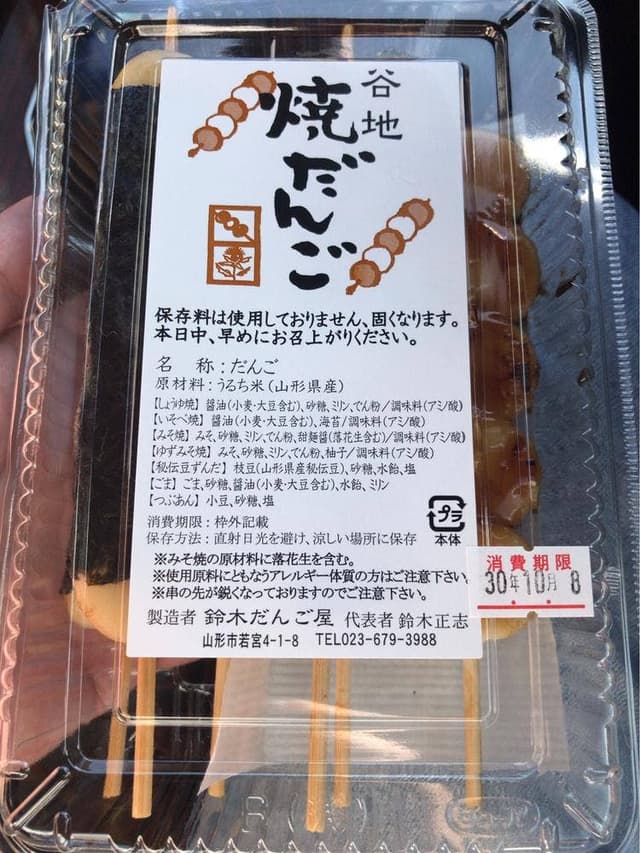 谷地
焼だんご
保存料は使用しておりません、固くなります。
本日中、早めにお召上がりください。
名 称:だんご
原材料:うるち米(山形県産)
【しょうゆ焼】 醤油(小麦・大豆含む)、砂糖、ミリン、でん粉/調味料(アミノ酸)
【いそべ焼】 醤油(小麦・大豆含む)、海苔/調味料(アミノ酸)
【みそ焼】 みそ、砂糖、ミリン、でん粉、甜麺醤(落花生含む)/調味料(アミノ酸)
【ゆずみそ焼】 みそ、砂糖、ミリン、でん粉、柚子/調味料(アミノ酸)
【秘伝豆ずんだ】 枝豆(山形県産秘伝豆)、砂糖、水飴、塩
【ごま】 ごま、砂糖、醤油(小麦・大豆含む)、水飴、ミリン
【つぶあん】 小豆、砂糖、塩
消費期限:枠外記載
保存方法:直射日光を避け、涼しい場所に保存
プラ
本体
※みそ焼の原材料に落花生を含む。
※使用原料にともなうアレルギー体質の方はご注意下さい。
※串の先が鋭くなっておりますのでご注意下さい。
消費期限
30年10月 8
製造者 鈴木だんご屋 代表者 鈴木正志
山形市若宮4-1-8 TEL023-679-3988